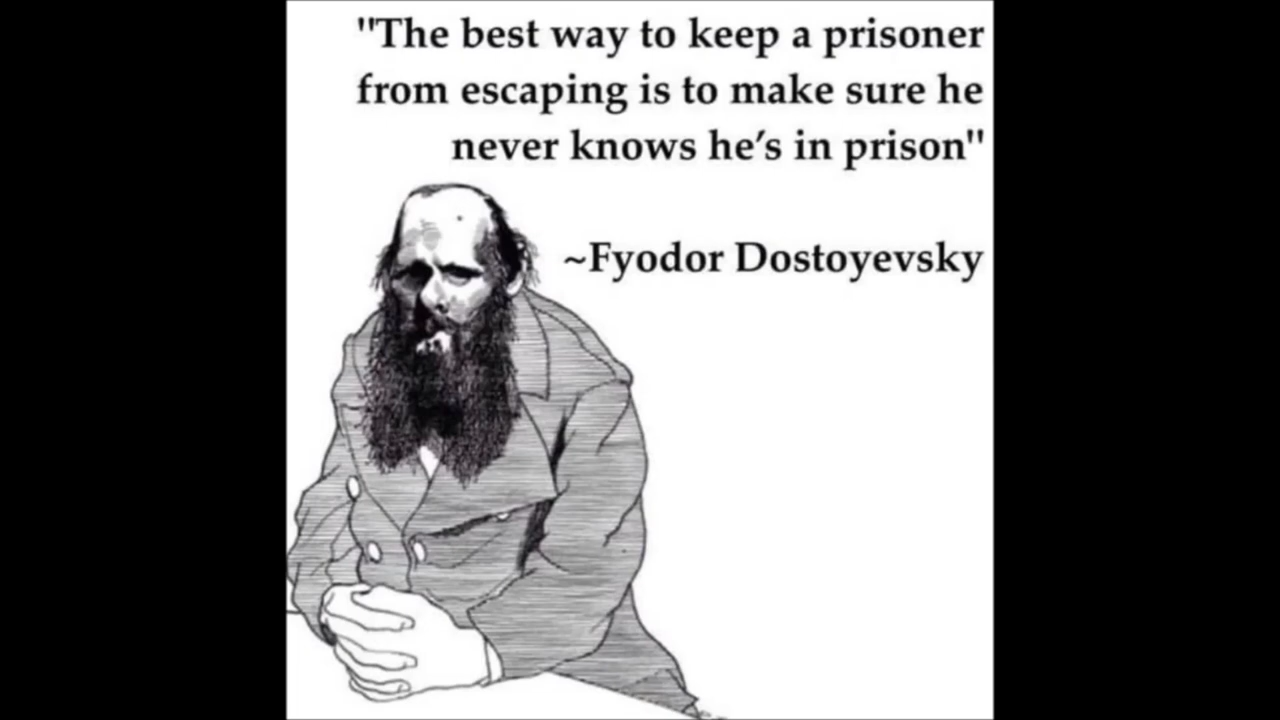 "The best way to keep a prisoner
from escaping is to make sure he
never knows he’s in prison"
~Fyodor Dostoyevsky